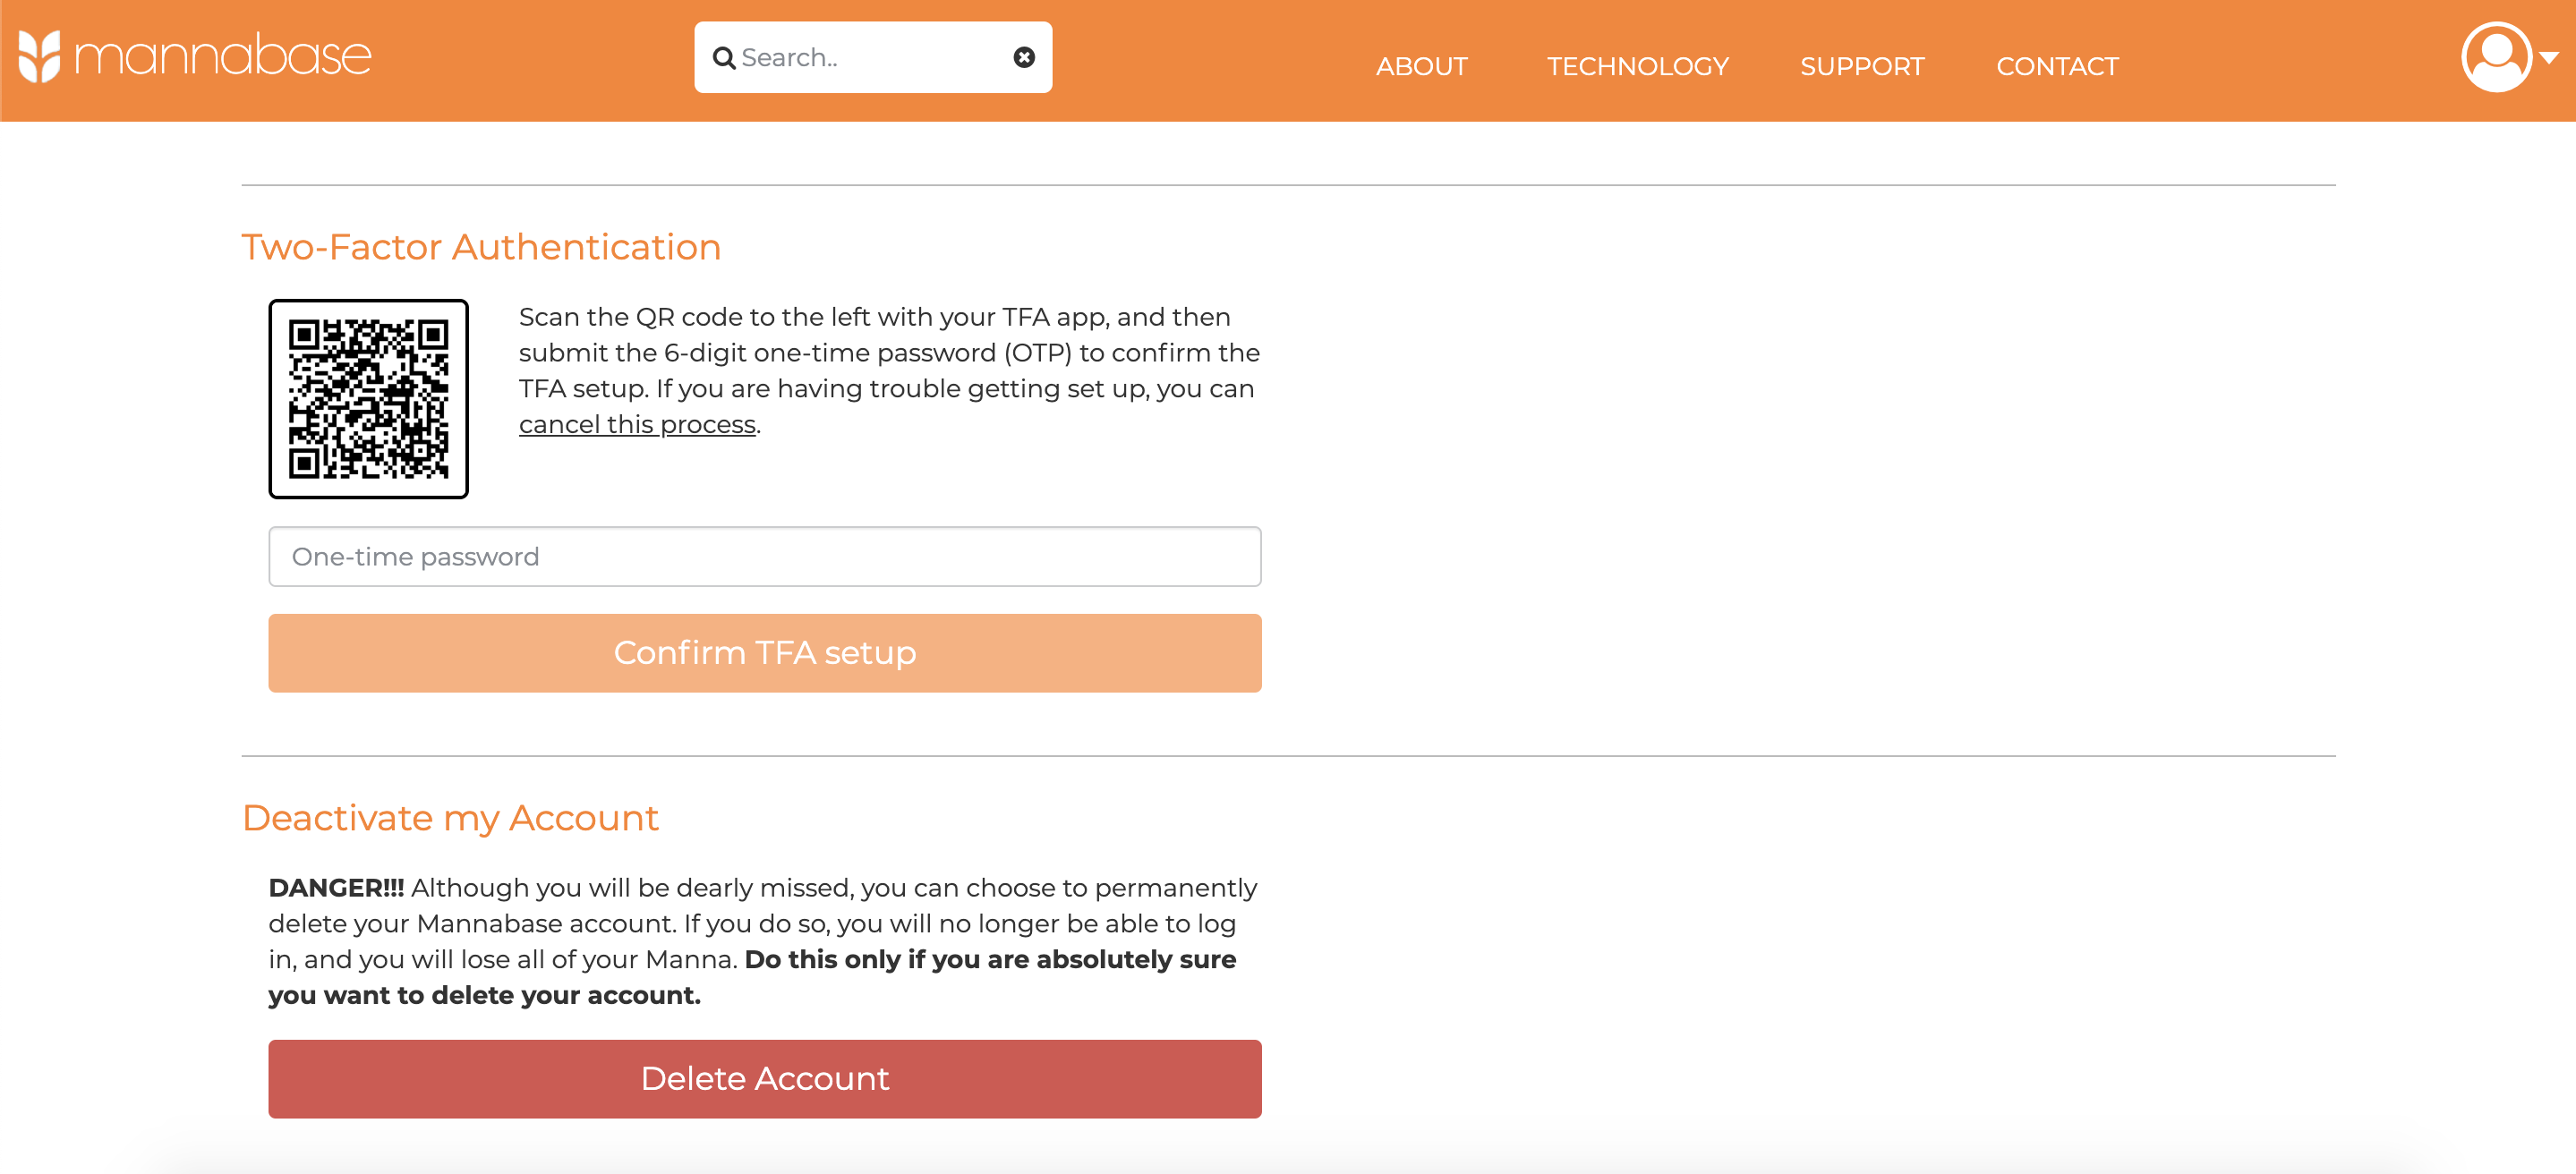 mannabase
Search..
ABOUT
TECHNOLOGY
SUPPORT
CONTACT
Two-Factor Authentication
Scan the QR code to the left with your TFA app, and then
submit the 6-digit one-time password (OTP) to confirm the
TFA setup. If you are having trouble getting set up, you can
cancel this process.
One-time password
Confirm TFA setup
Deactivate my Account
DANGER!!! Although you will be dearly missed, you can choose to permanently
delete your Mannabase account. If you do so, you will no longer be able to log
in, and you will lose all of your Manna. Do this only if you are absolutely sure
you want to delete your account.
Delete Account